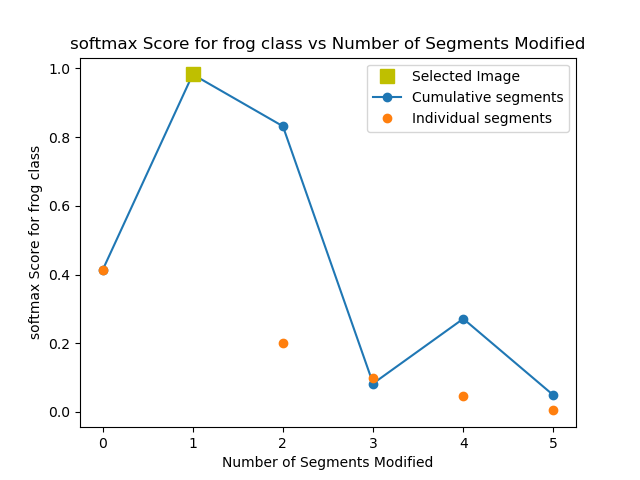 softmax Score for frog class vs Number of Segments Modified
1.0
0.8
0.6
0.4
0.2
0.0
softmax Score for frog class
Selected Image
Cumulative segments
Individual segments
0 1 2 3 4 5
Number of Segments Modified